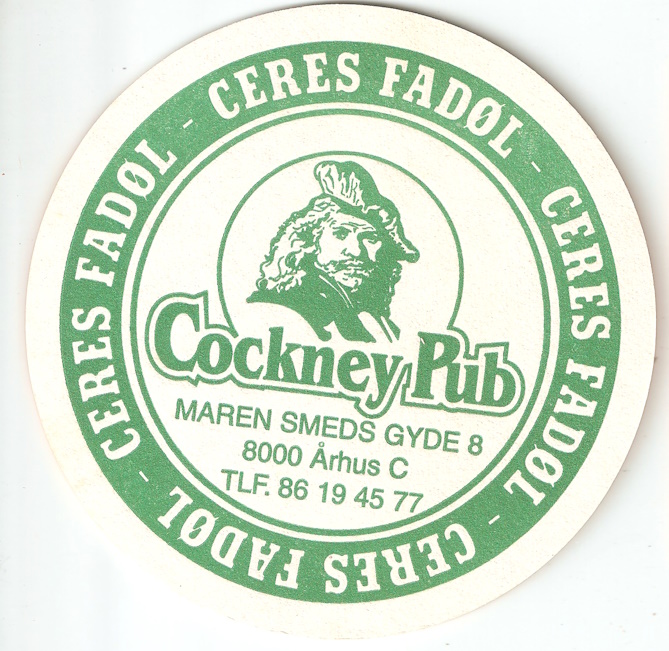 CERES FADØL - CERES FADØL - CERES FADØL - CERES FADØL -
Cockney Pub
MAREN SMEDS GYDE 8
8000 Århus C
TLF. 86 19 45 77